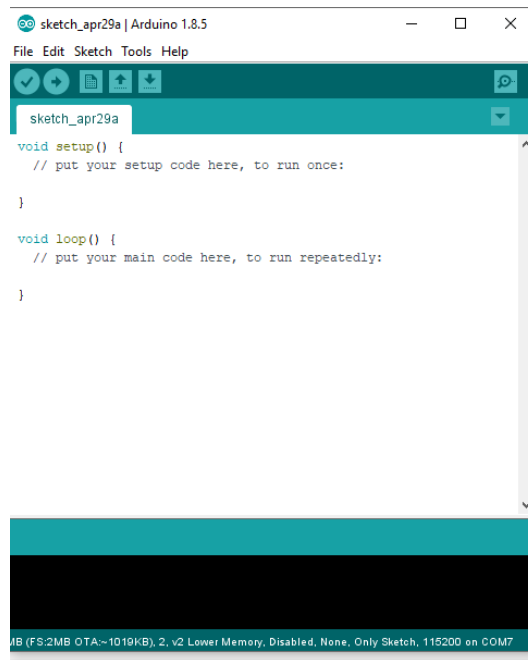 sketch_apr29a | Arduino 1.8.5
File Edit Sketch Tools Help
sketch_apr29a
void setup() {
// put your setup code here, to run once:
}
void loop() {
// put your main code here, to run repeatedly:
}
(FS:2MB OTA:~1019KB), 2, v2 Lower Memory, Disabled, None, Only Sketch, 115200 on COM7